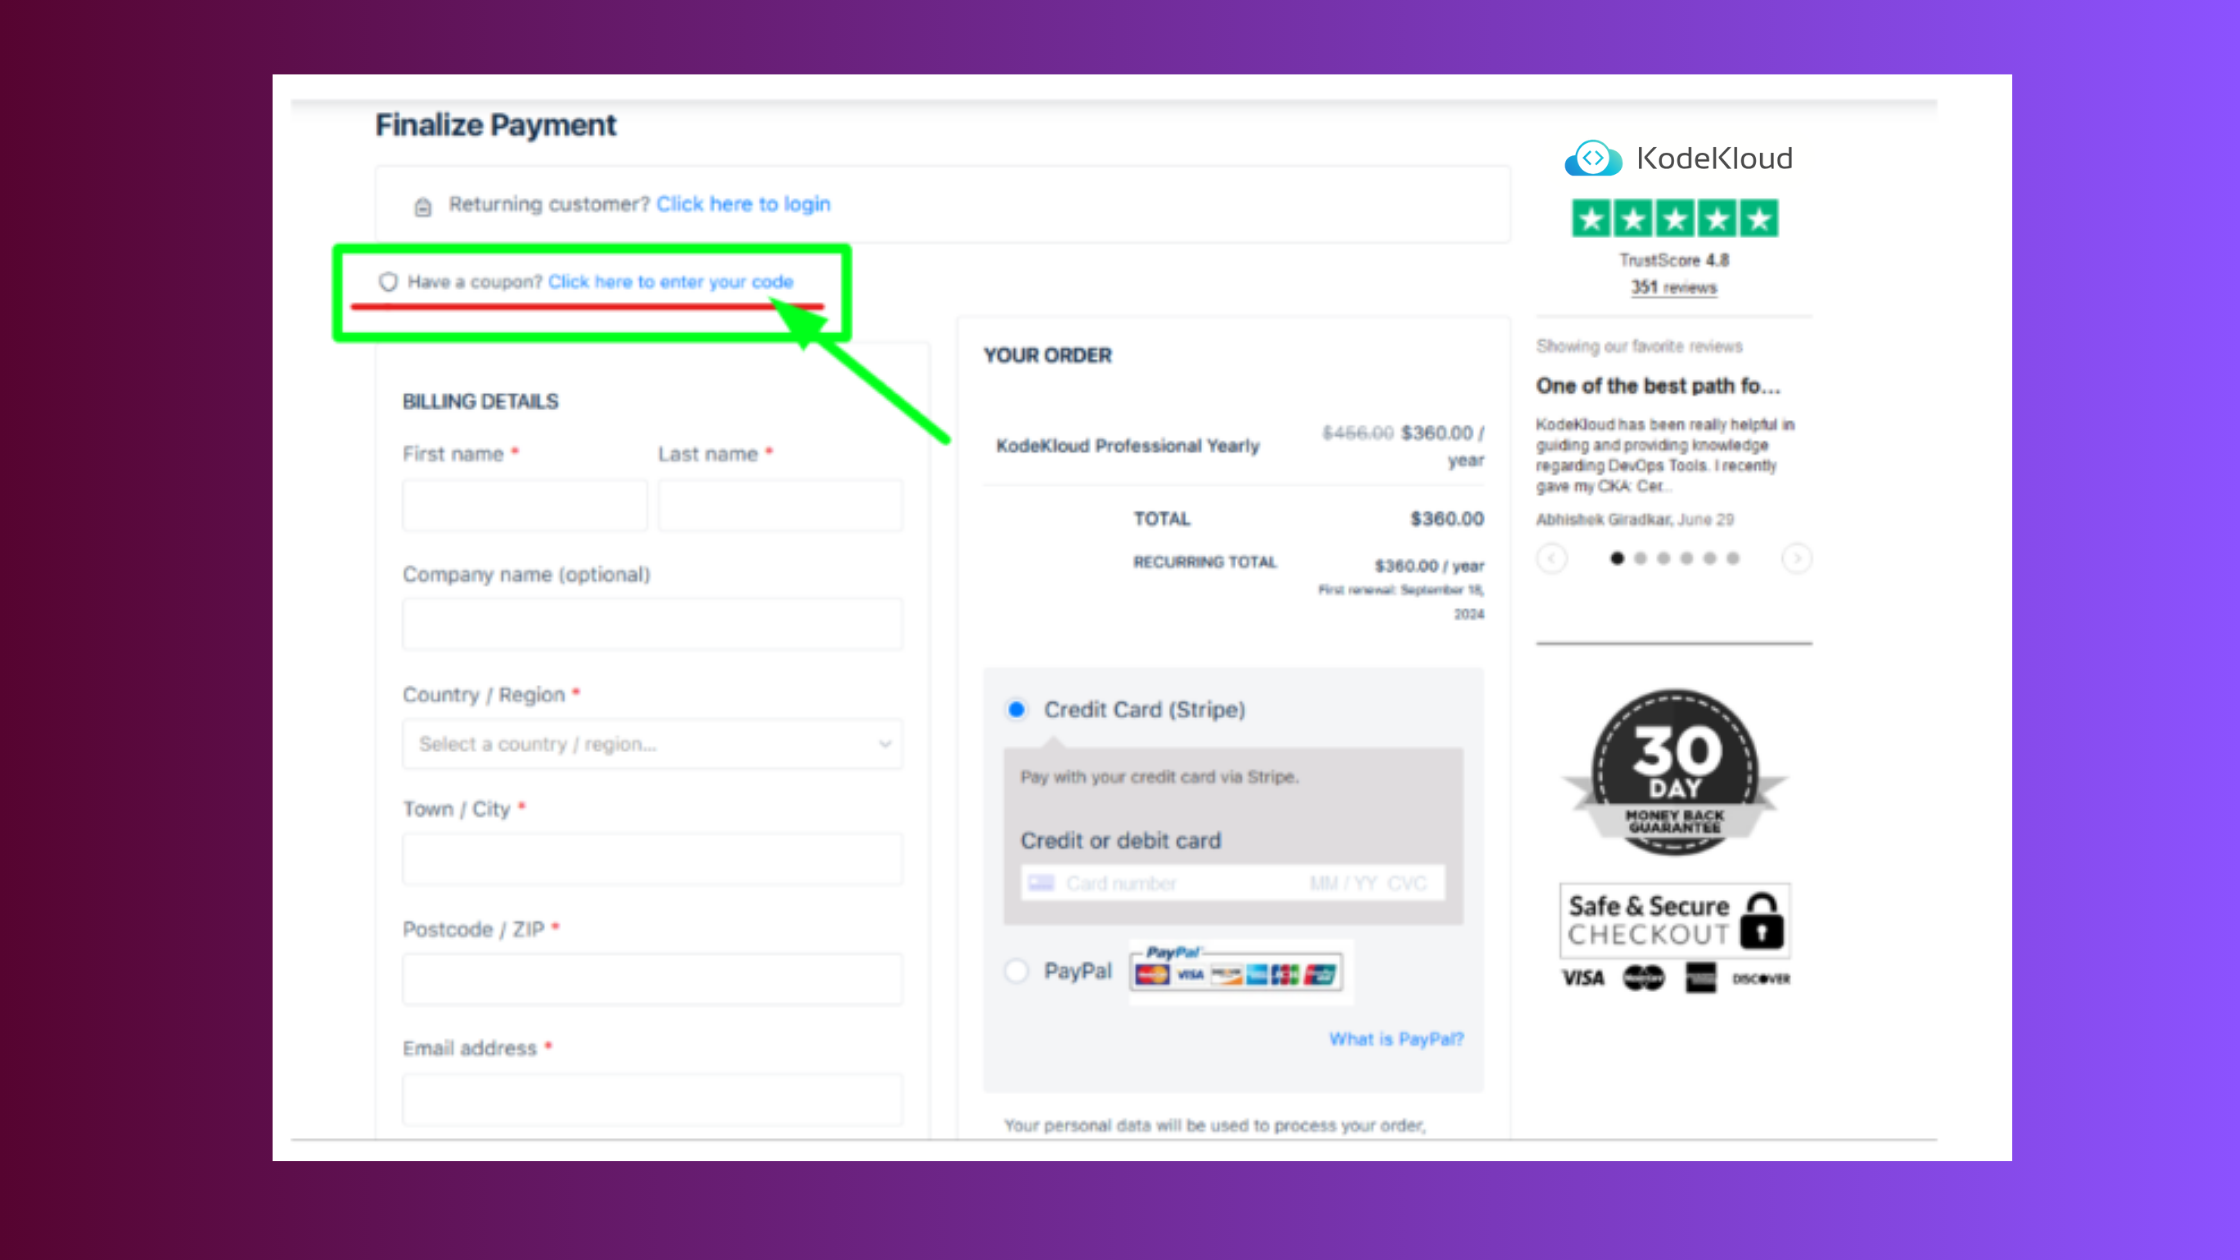 Finalize Payment
Returning customer? Click here to login
Have a coupon? Click here to enter your code
BILLING DETAILS
First name *
Last name *
Company name (optional)
Country / Region *
Select a country / region...
Town / City *
Postcode / ZIP *
Email address *
YOUR ORDER
KodeKloud Professional Yearly
$456.00 $360.00 /
year
TOTAL
$360.00
RECURRING TOTAL
$360.00 / year
First renewal: September 18,
2024
Credit Card (Stripe)
Pay with your credit card via Stripe.
Credit or debit card
Card number
MM / YY CVC
PayPal
PayPal
VISA
What is PayPal?
Your personal data will be used to process your order,
KodeKloud
TrustScore 4.8
351 reviews
Showing our favorite reviews
One of the best path fo...
KodeKloud has been really helpful in
guiding and providing knowledge
regarding DevOps Tools. I recently
gave my CKA: Cer...
Abhishek Giradkar, June 29
30
DAY
MONEY BACK
GUARANTEE
Safe & Secure
CHECKOUT
VISA
DISCOVER